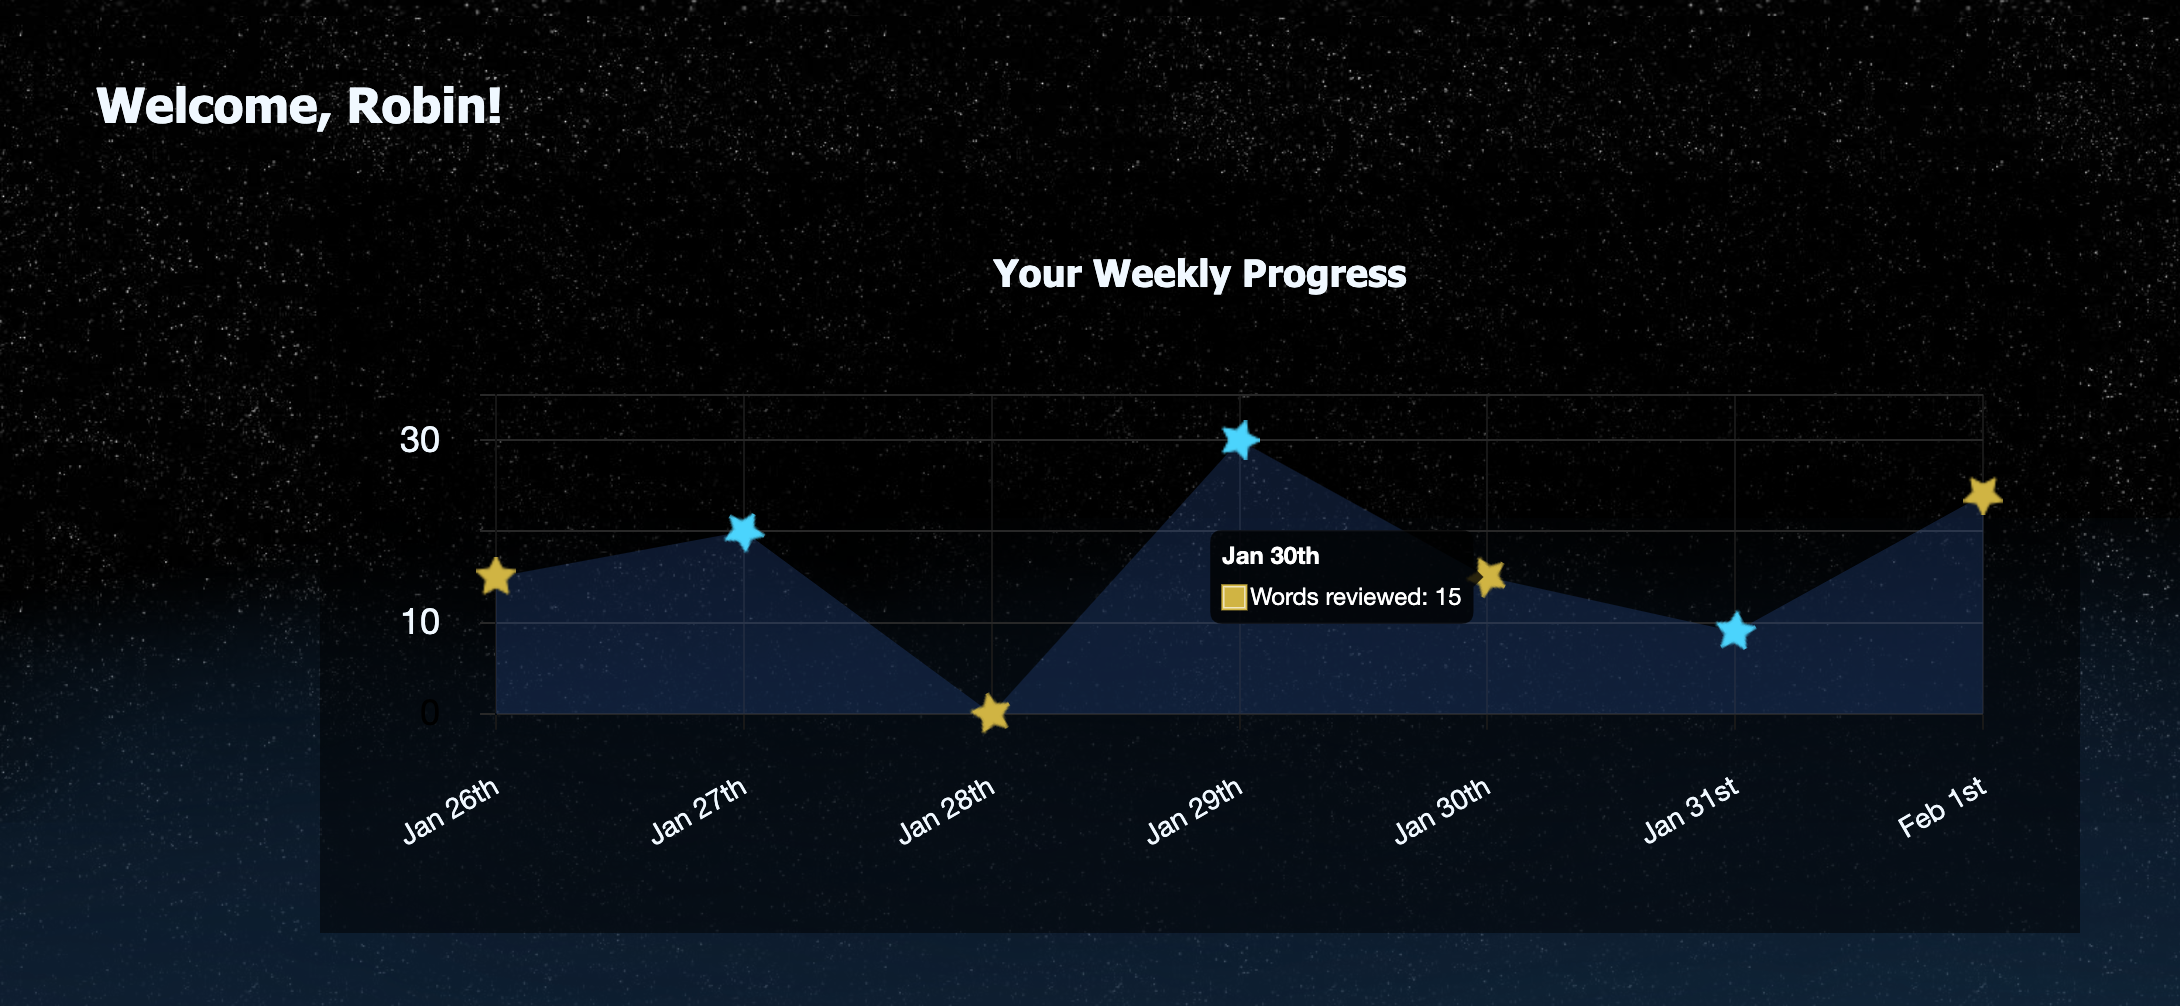 Welcome, Robin!
Your Weekly Progress
30
10
0
Jan 30th
Words reviewed: 15
Jan 26th
Jan 27th
Jan 28th
Jan 29th
Jan 30th
Jan 31st
Feb 1st